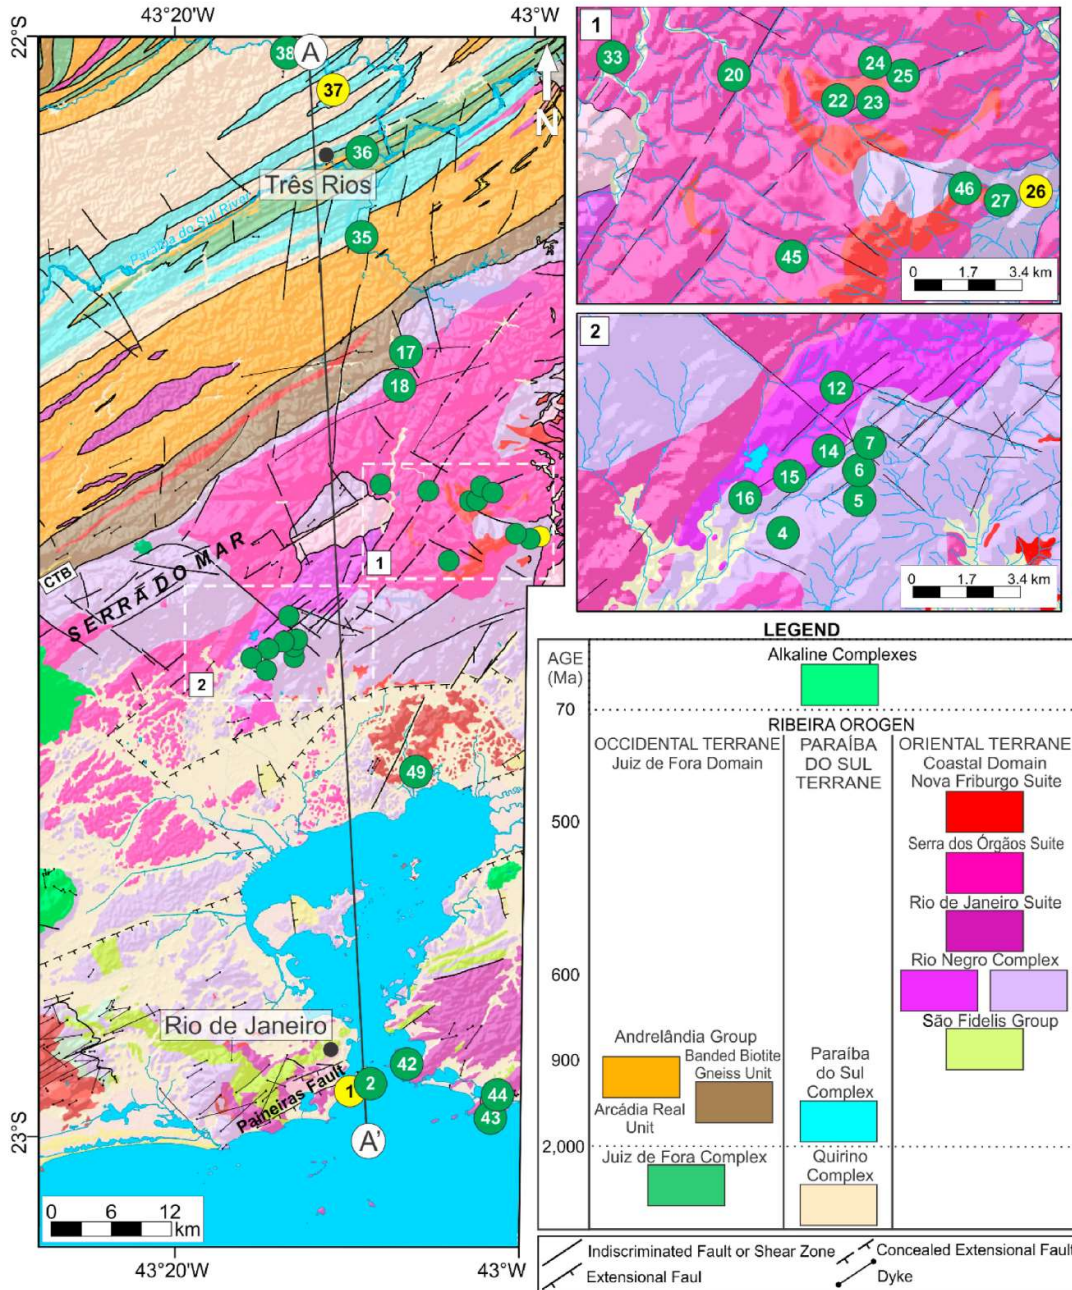 43°20'W
43°W
22°S
38
A
37
N
36
Três Rios
Paraíba do Sul River
35
17
18
SERRA DO MAR
CTB
1
2
49
Rio de Janeiro
Paineiras Fault
1
2
42
44
43
23°S
A'
0 6 12
km
43°20'W
43°W
1
33
20
24
25
22
23
46
27
26
45
0 1.7 3.4 km
2
12
7
14
6
15
16
5
4
0 1.7 3.4 km
LEGEND
AGE
(Ma)
Alkaline Complexes
70
RIBEIRA OROGEN
OCCIDENTAL TERRANE
Juiz de Fora Domain
PARAÍBA
DO SUL
TERRANE
ORIENTAL TERRANE
Coastal Domain
Nova Friburgo Suite
500
Serra dos Órgãos Suite
Rio de Janeiro Suite
Rio Negro Complex
600
São Fidelis Group
Andrelândia Group
Banded Biotite
Gneiss Unit
900
Arcádia Real
Unit
Paraíba
do Sul
Complex
2,000
Juiz de Fora Complex
Quirino
Complex
Indiscriminated Fault or Shear Zone
Concealed Extensional Fault
Extensional Faul
Dyke